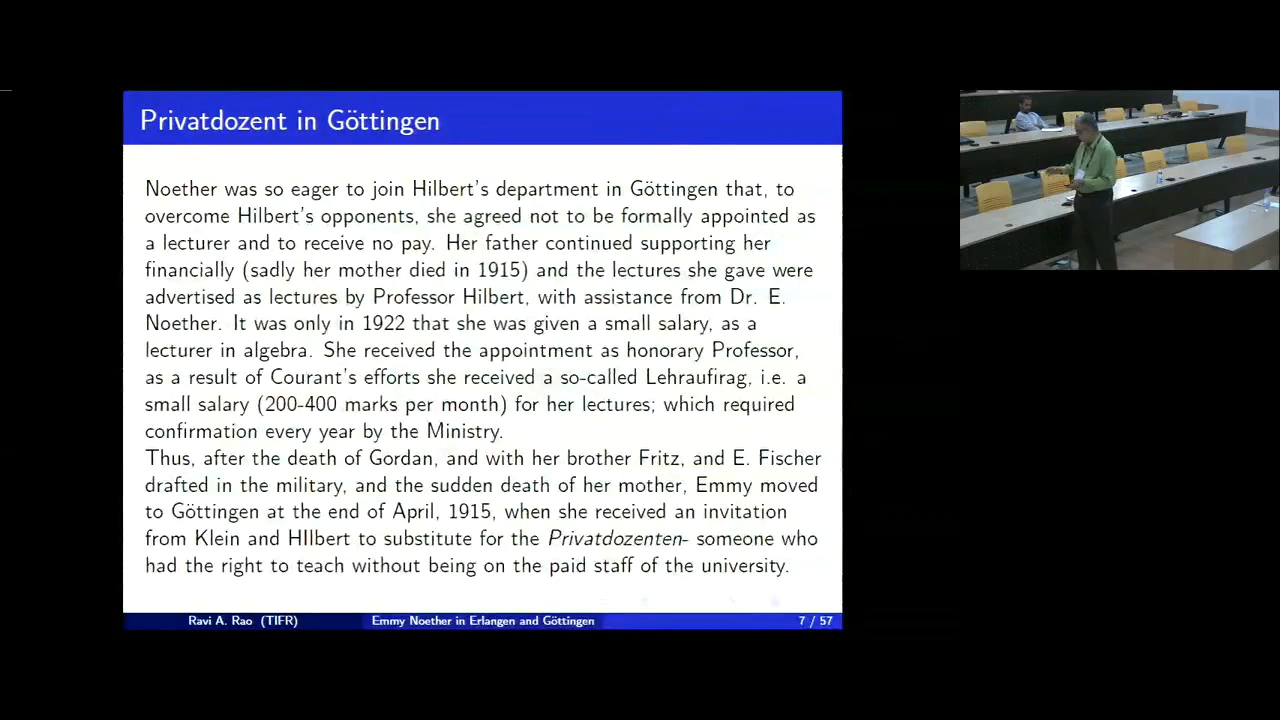 Privatdozent in Göttingen
Noether was so eager to join Hilbert's department in Göttingen that, to
overcome Hilbert's opponents, she agreed not to be formally appointed as
a lecturer and to receive no pay. Her father continued supporting her
financially (sadly her mother died in 1915) and the lectures she gave were
advertised as lectures by Professor Hilbert, with assistance from Dr. E.
Noether. It was only in 1922 that she was given a small salary, as a
lecturer in algebra. She received the appointment as honorary Professor,
as a result of Courant's efforts she received a so-called Lehraufirag, i.e. a
small salary (200-400 marks per month) for her lectures; which required
confirmation every year by the Ministry.
Thus, after the death of Gordan, and with her brother Fritz, and E. Fischer
drafted in the military, and the sudden death of her mother, Emmy moved
to Göttingen at the end of April, 1915, when she received an invitation
from Klein and HIlbert to substitute for the Privatdozenten- someone who
had the right to teach without being on the paid staff of the university.
Ravi A. Rao (TIFR) Emmy Noether in Erlangen and Göttingen 7 / 57